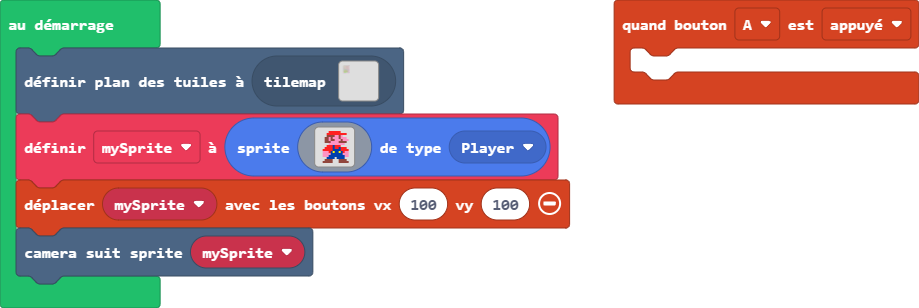 au démarrage
définir plan des tuiles à tilemap
définir mySprite à sprite de type Player
déplacer mySprite avec les boutons vx 100 vy 100
camera suit sprite mySprite
quand bouton A est appuyé